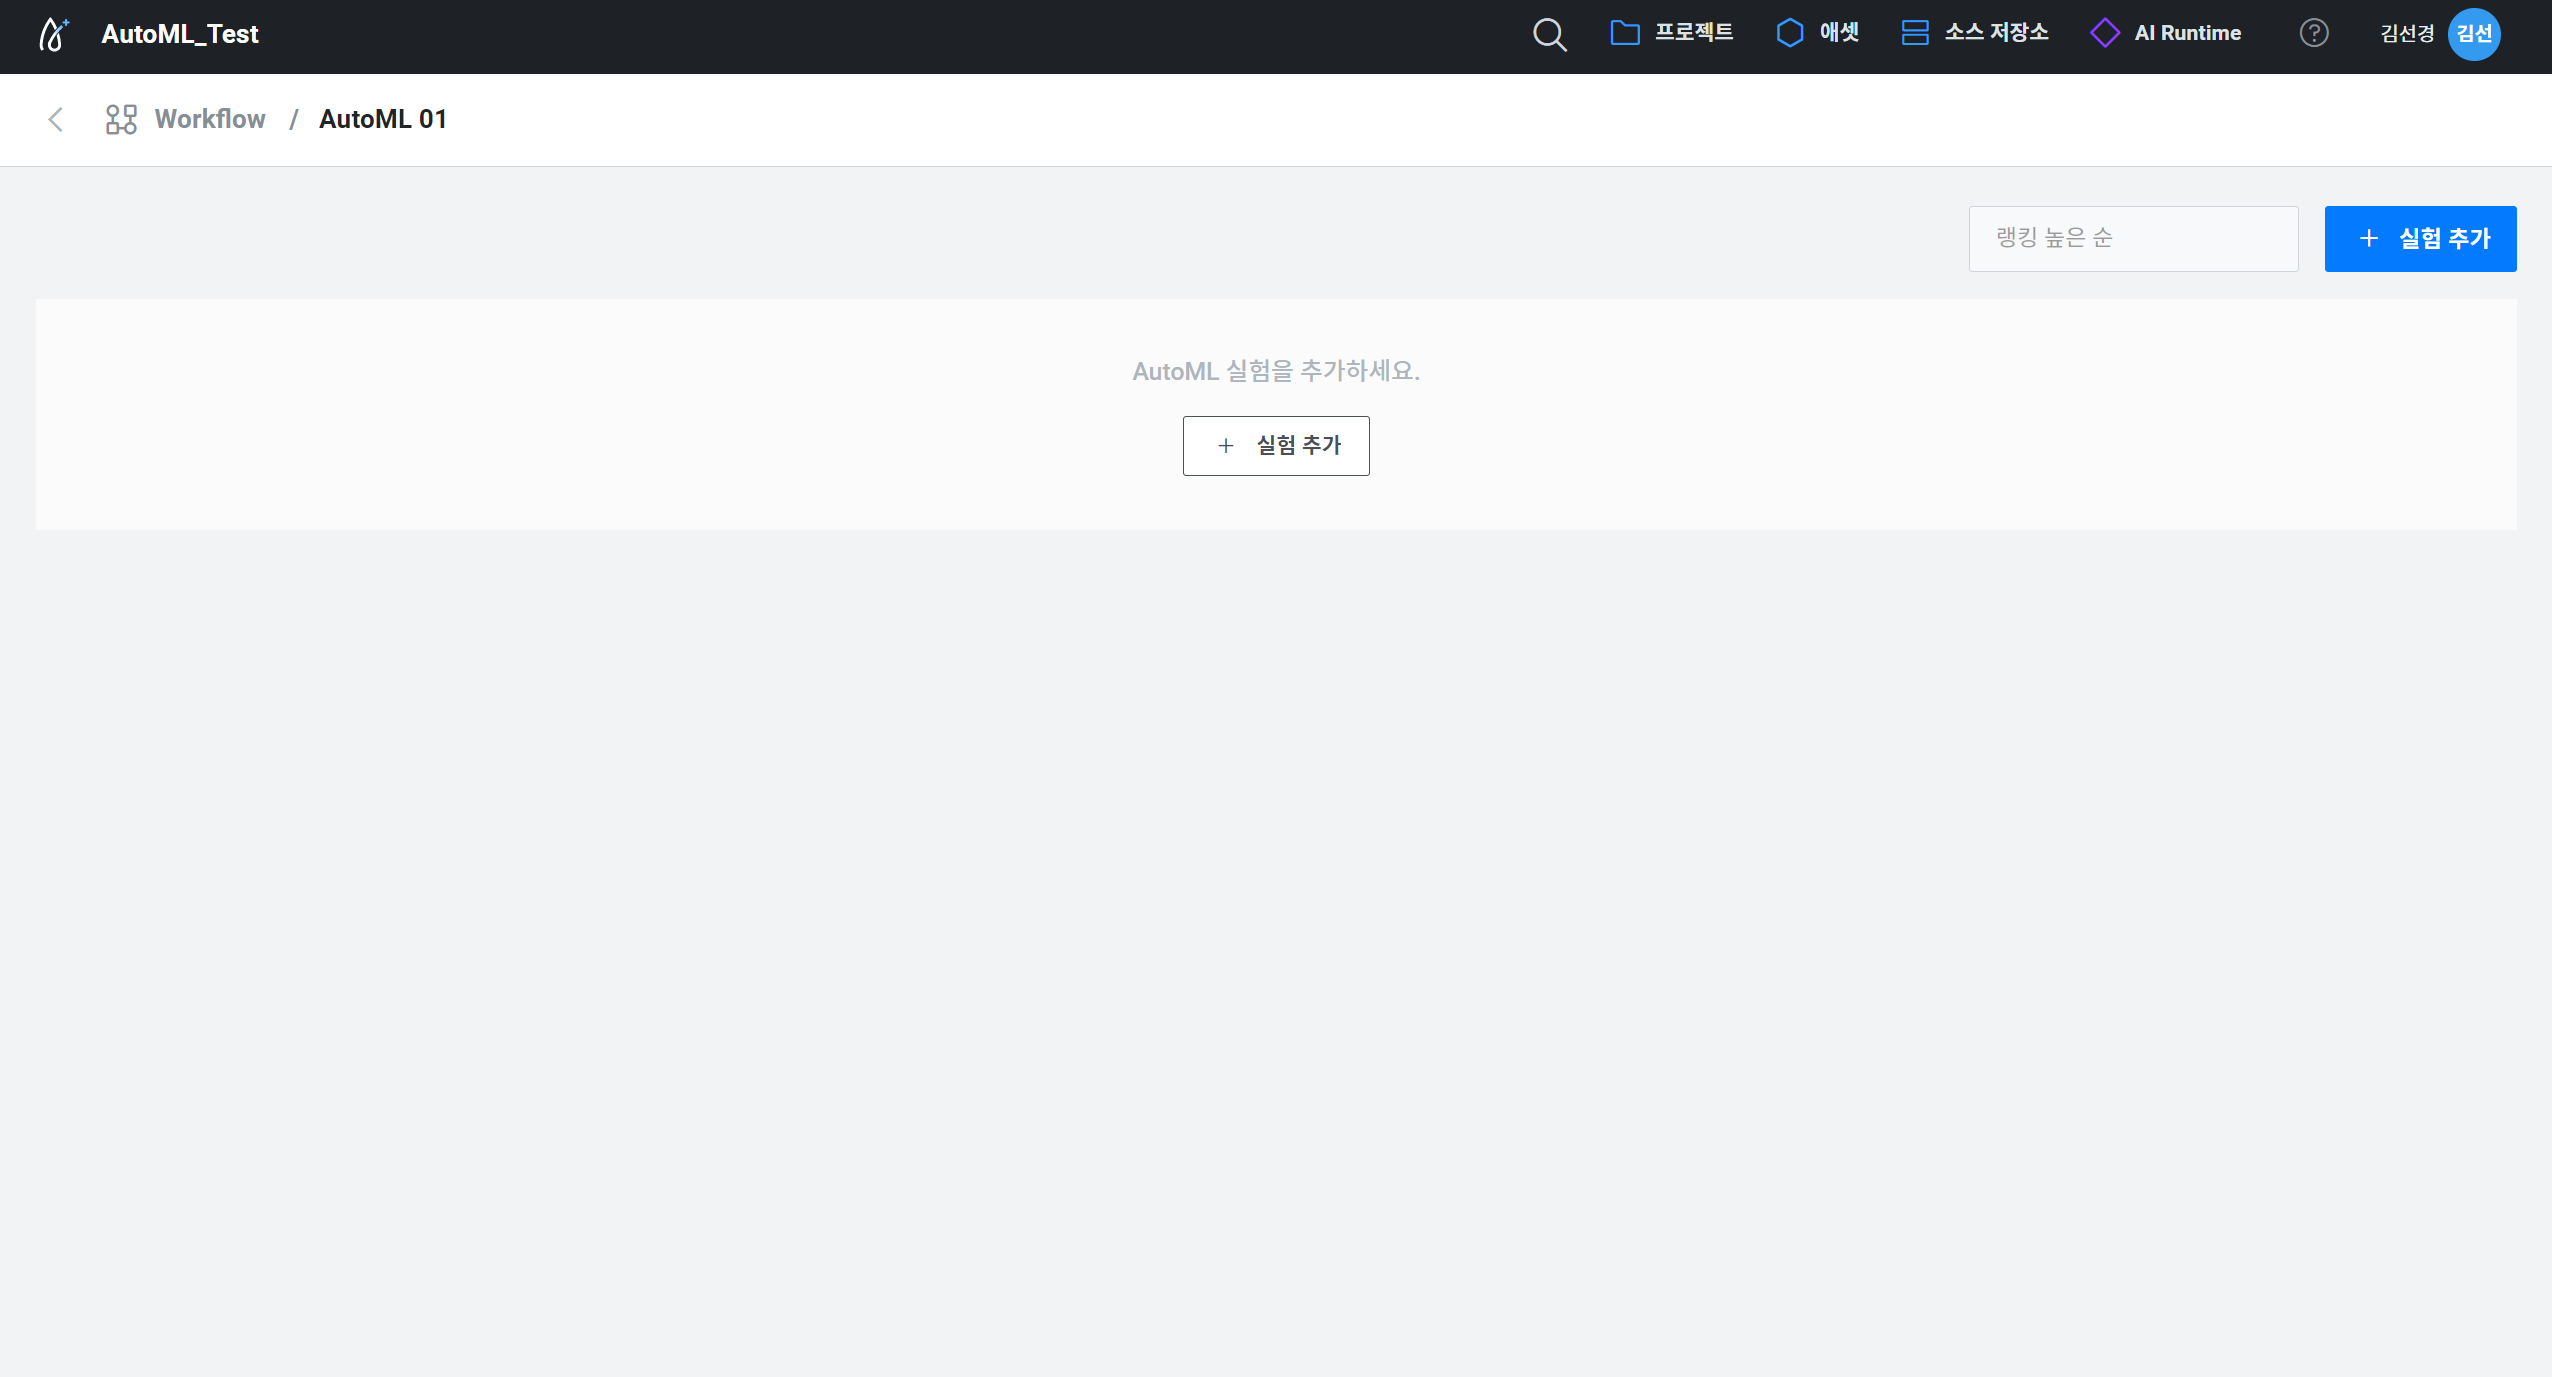 AutoML_Test
프로젝트
애셋
소스 저장소
AI Runtime
?
김선경
김선
Workflow / AutoML 01
랭킹 높은 순
+ 실험 추가
AutoML 실험을 추가하세요.
+ 실험 추가